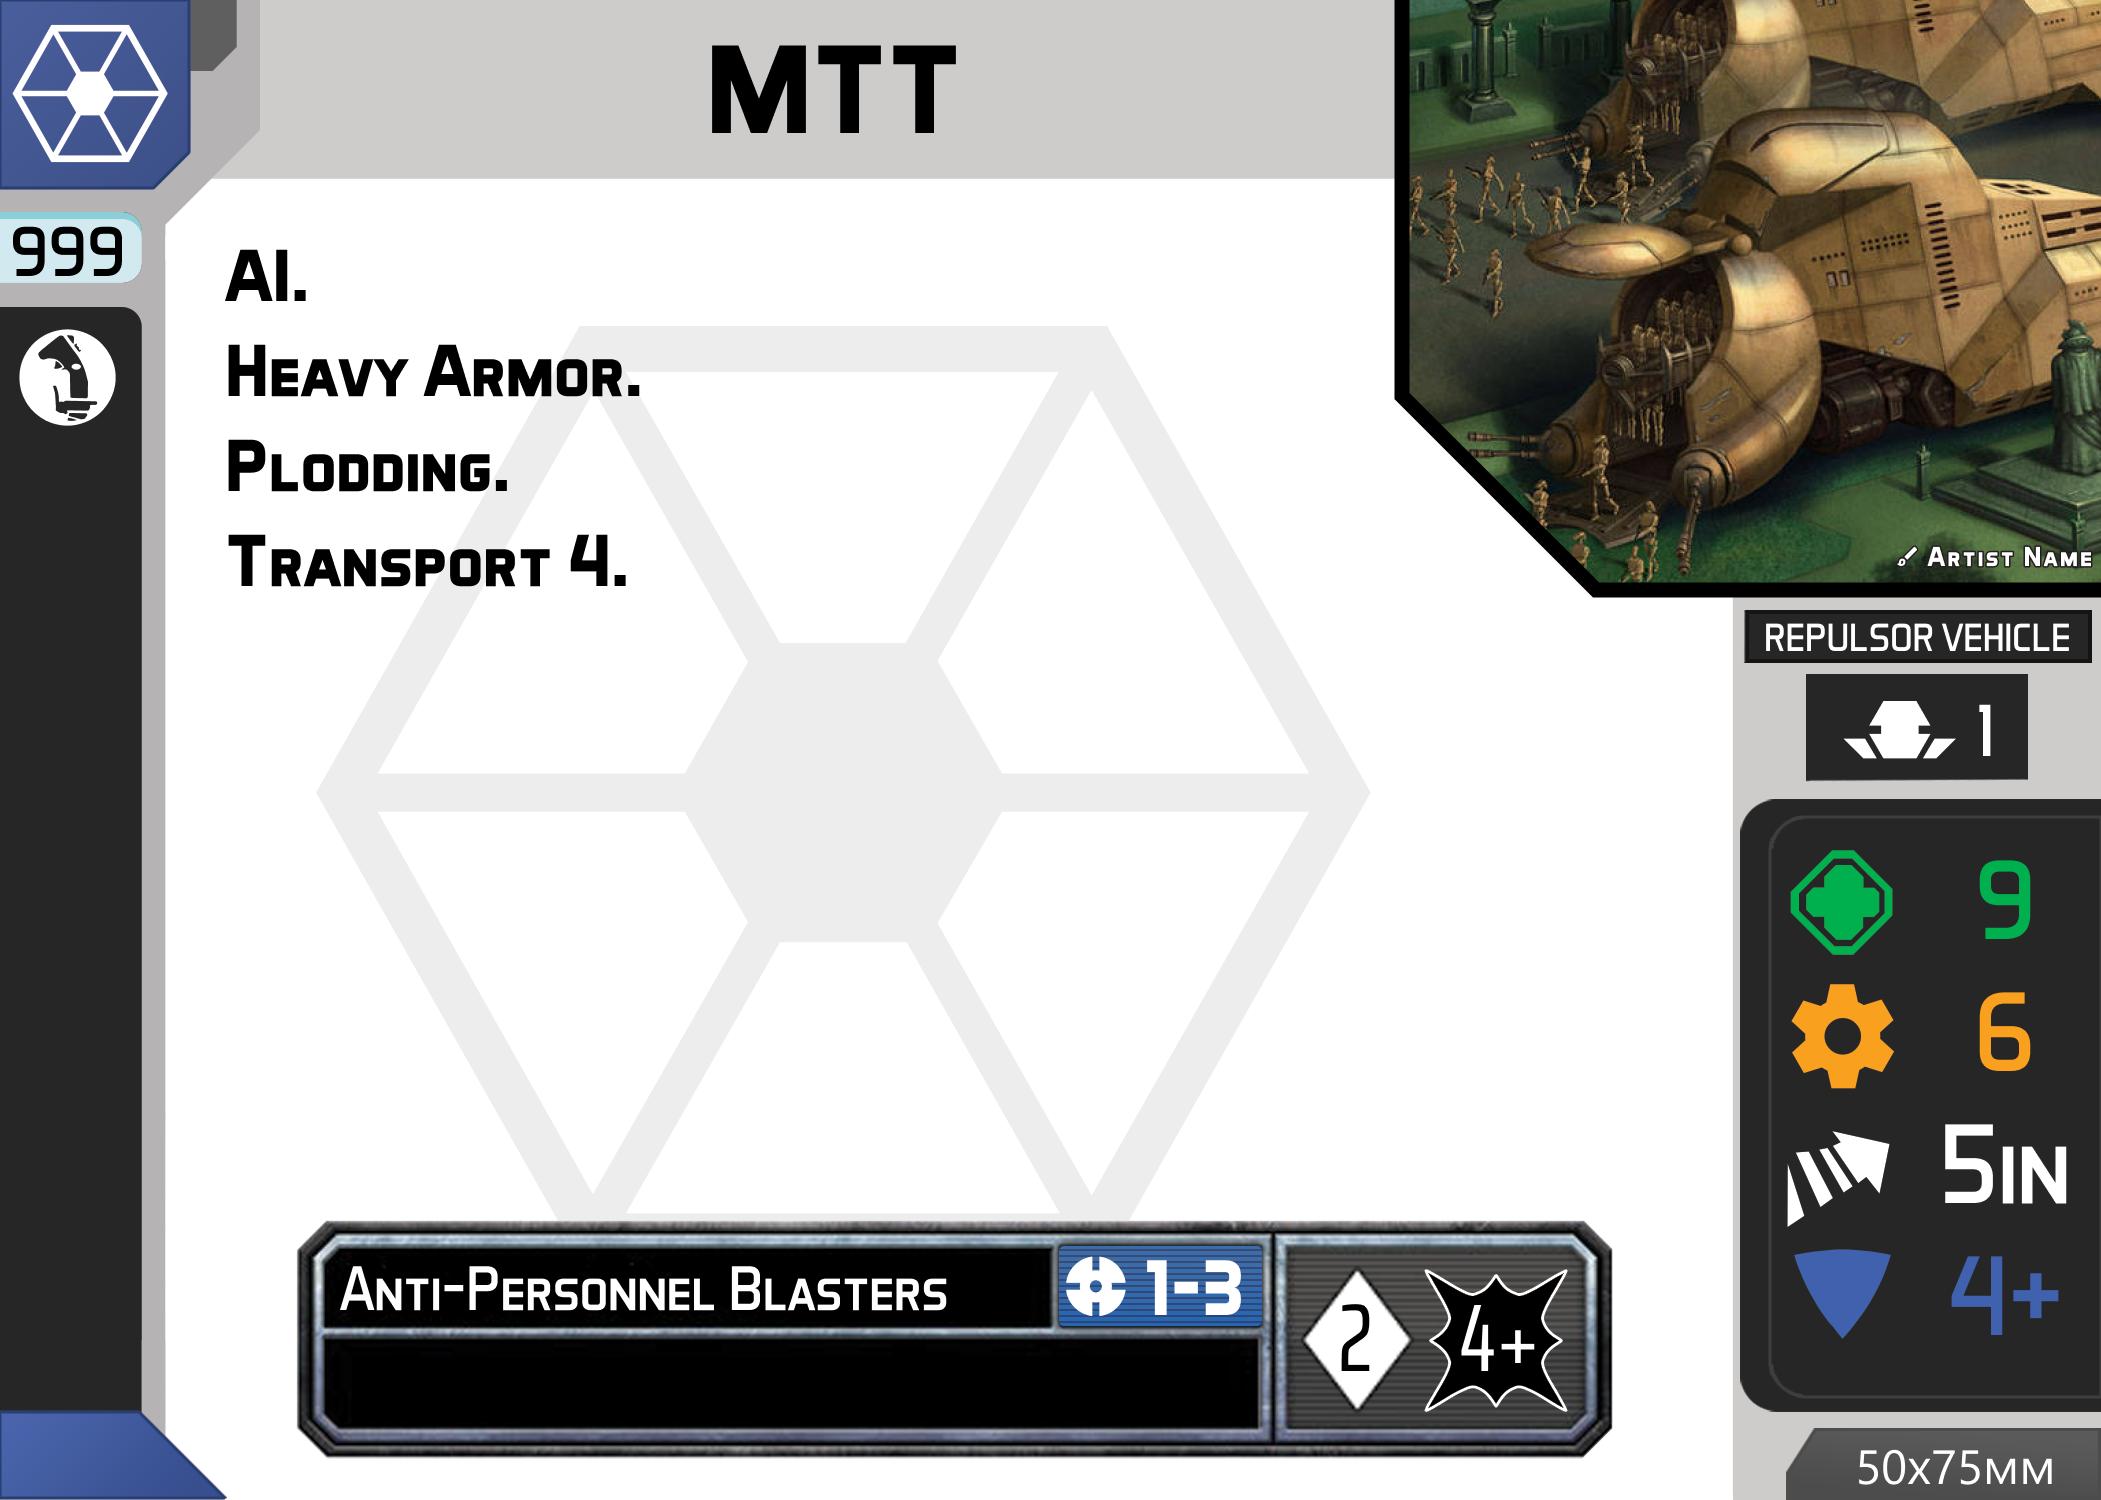 MTT
999
AI.
HEAVY ARMOR.
PLODDING.
TRANSPORT 4.
ARTIST NAME
REPULSOR VEHICLE
1
9
6
5IN
4+
ANTI-PERSONNEL BLASTERS
1-3
2
4+
50x75MM